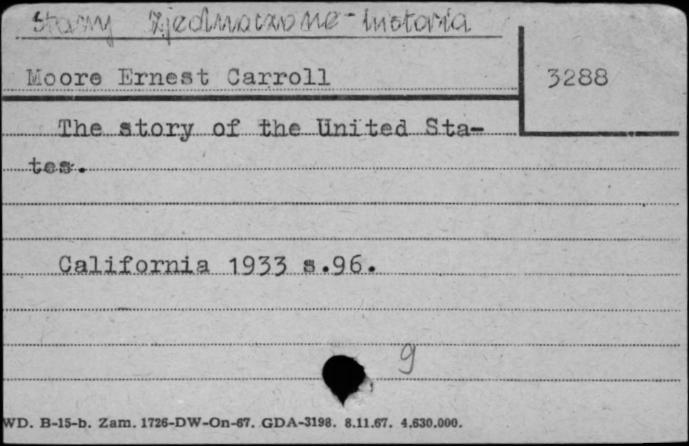 Stany Zjednoczone - historia
Moore Ernest Carroll
3288
The story of the United Sta-
tes.
California 1933 s.96.
9
WD. B-15-b. Zam. 1726-DW-On-67. GDA-3198. 8.11.67. 4.630.000.